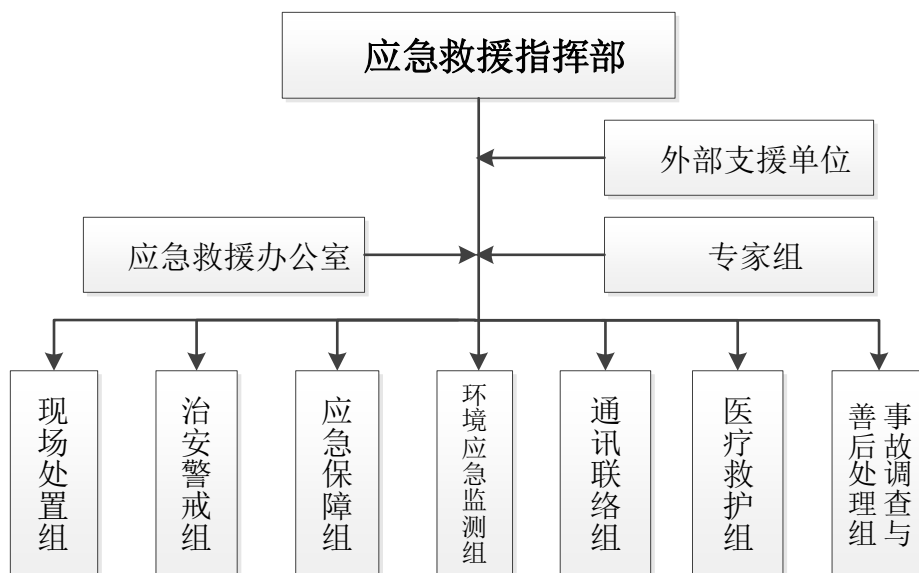 应急救援指挥部
外部支援单位
应急救援办公室
专家组
现场处置组
治安警戒组
应急保障组
环境应急监测组
通讯联络组
医疗救护组
事故调查与
善后处理组